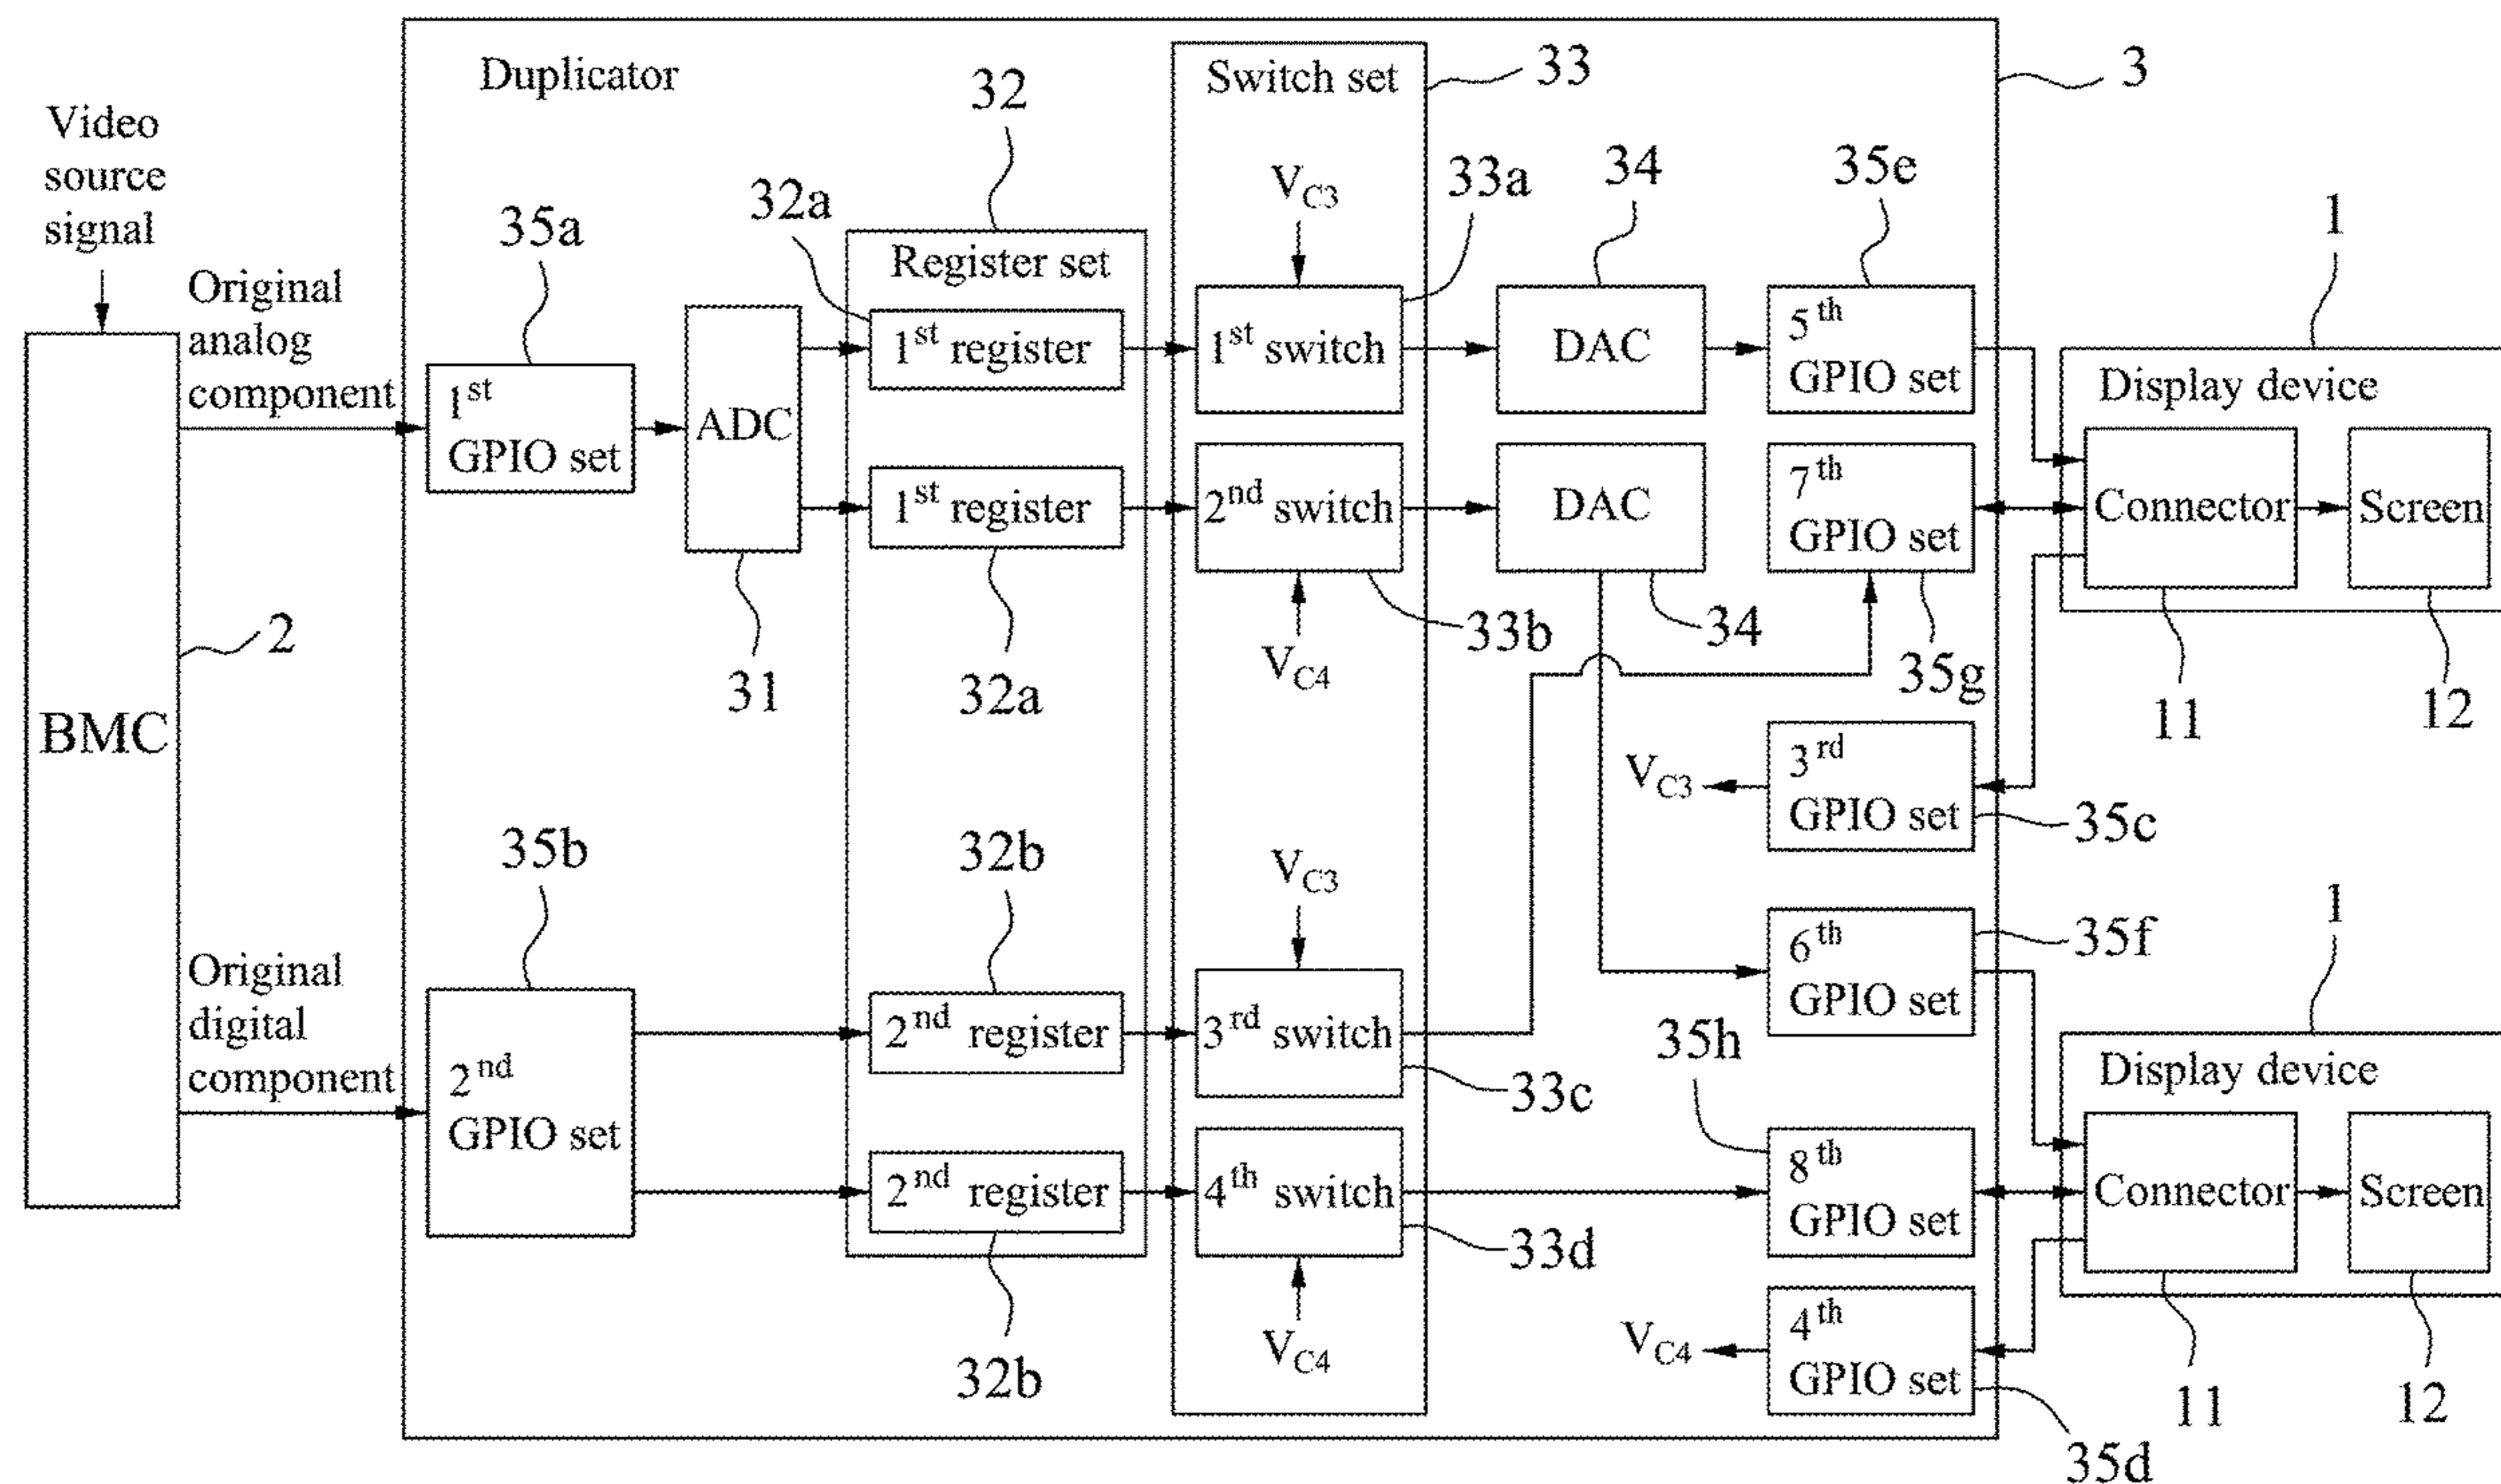 Duplicator
Switch set
33
3
32
Video
source
signal
VC3
33a
34
35e
1
32a
35a
Register set
Original
analog
component
1st register
1st switch
DAC
5th
GPIO set
Display device
1st
GPIO set
ADC
1st register
2nd switch
DAC
7th
GPIO set
Connector
Screen
2
31
32a
VC4
33b
34
35g
11
12
BMC
VC3
3rd
GPIO set
35c
35b
32b
VC3
6th
GPIO set
35f
1
Original
digital
component
2nd
GPIO set
2nd register
3rd switch
33c
35h
Display device
2nd register
4th switch
33d
8th
GPIO set
Connector
Screen
32b
VC4
VC4
4th
GPIO set
35d
11
12